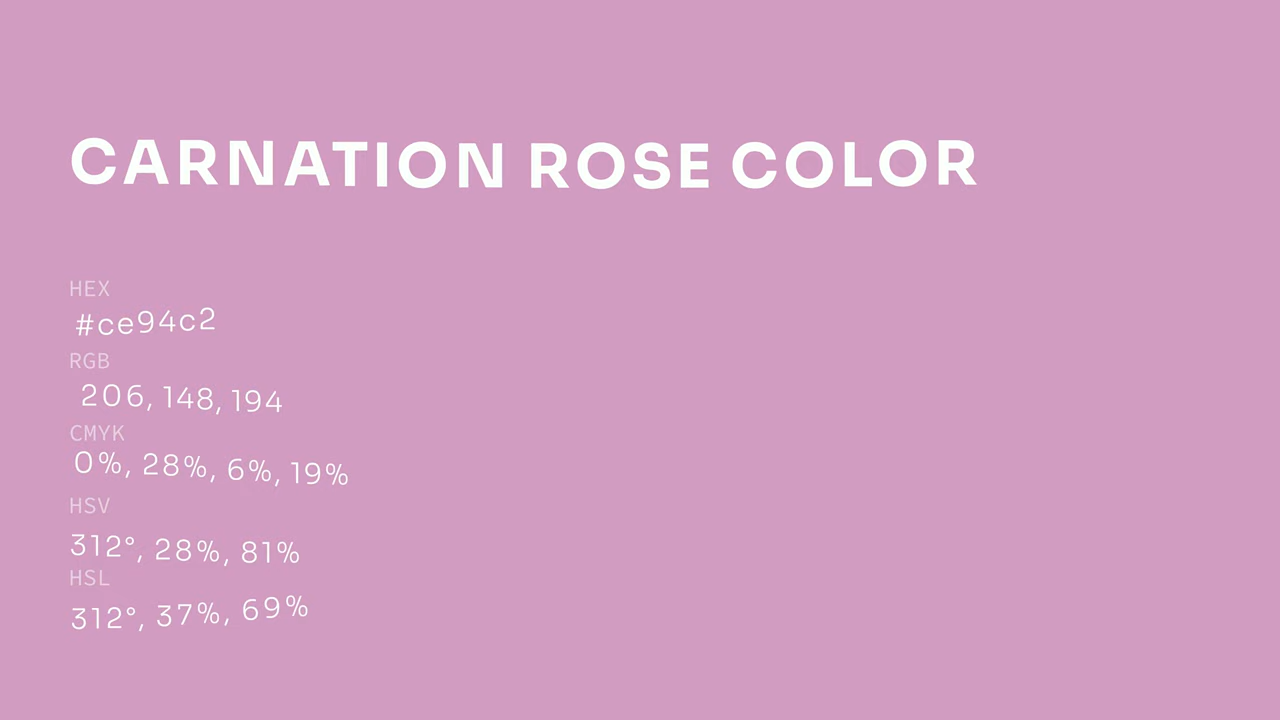 CARNATION ROSE COLOR
HEX
#ce94c2
RGB
206, 148, 194
CMYK
0%, 28%, 6%, 19%
HSV
312°, 28%, 81%
HSL
312°, 37%, 69%